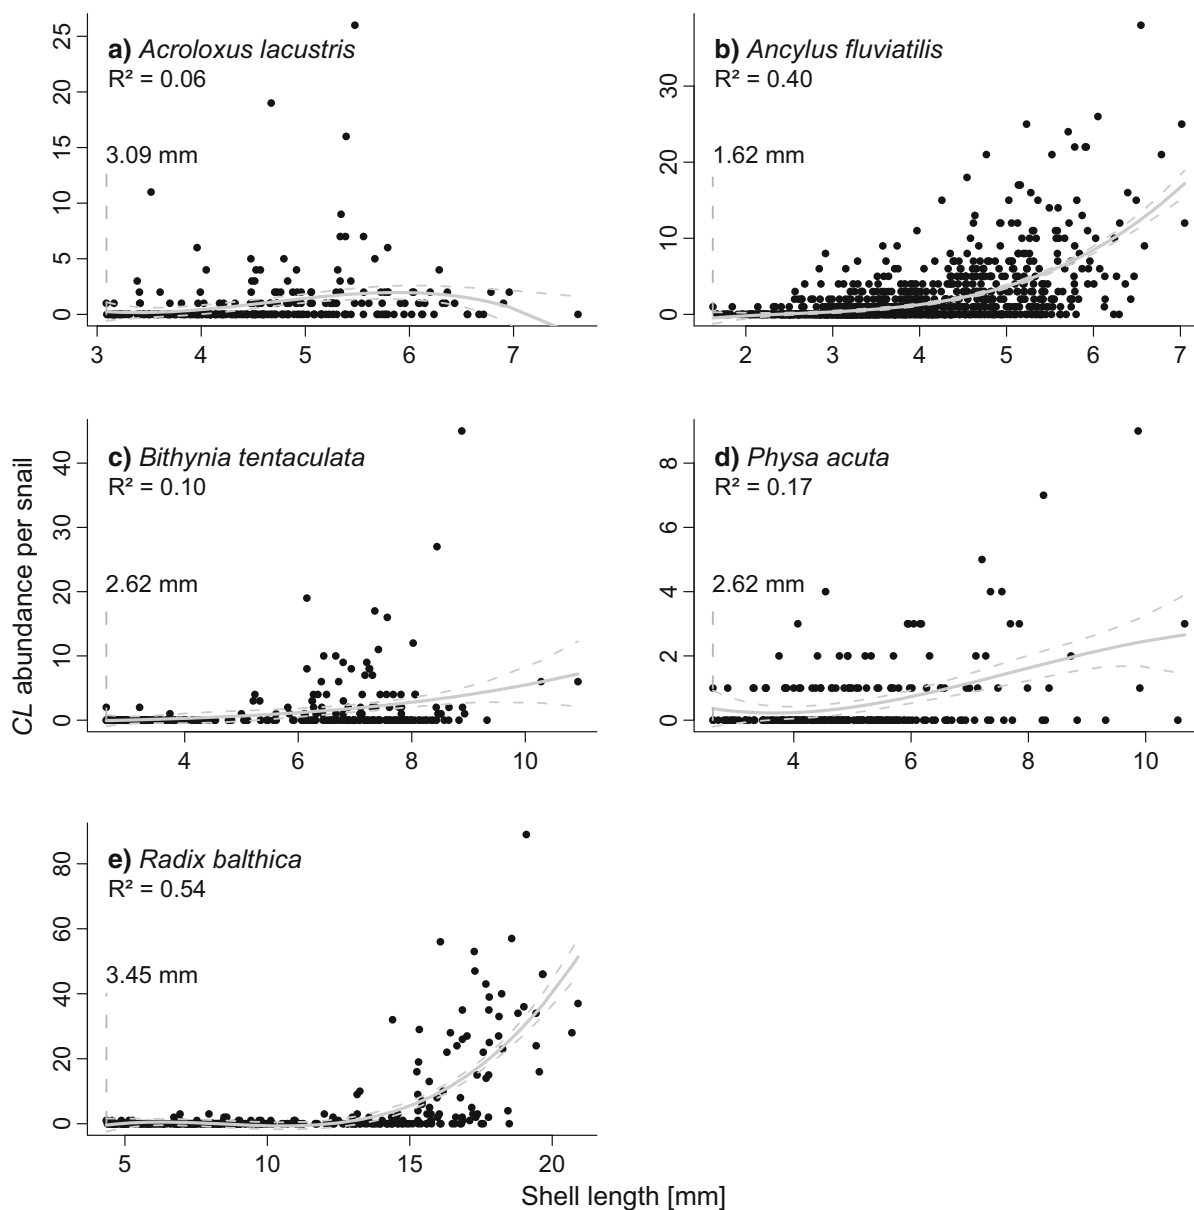 a) Acroloxus lacustris
R² = 0.06
3.09 mm
0 5 10 15 20 25
3 4 5 6 7
b) Ancylus fluviatilis
R² = 0.40
1.62 mm
0 10 20 30
2 3 4 5 6 7
c) Bithynia tentaculata
R² = 0.10
2.62 mm
0 10 20 30 40
4 6 8 10
d) Physa acuta
R² = 0.17
2.62 mm
0 2 4 6 8
4 6 8 10
CL abundance per snail
e) Radix balthica
R² = 0.54
3.45 mm
0 20 40 60 80
5 10 15 20
Shell length [mm]